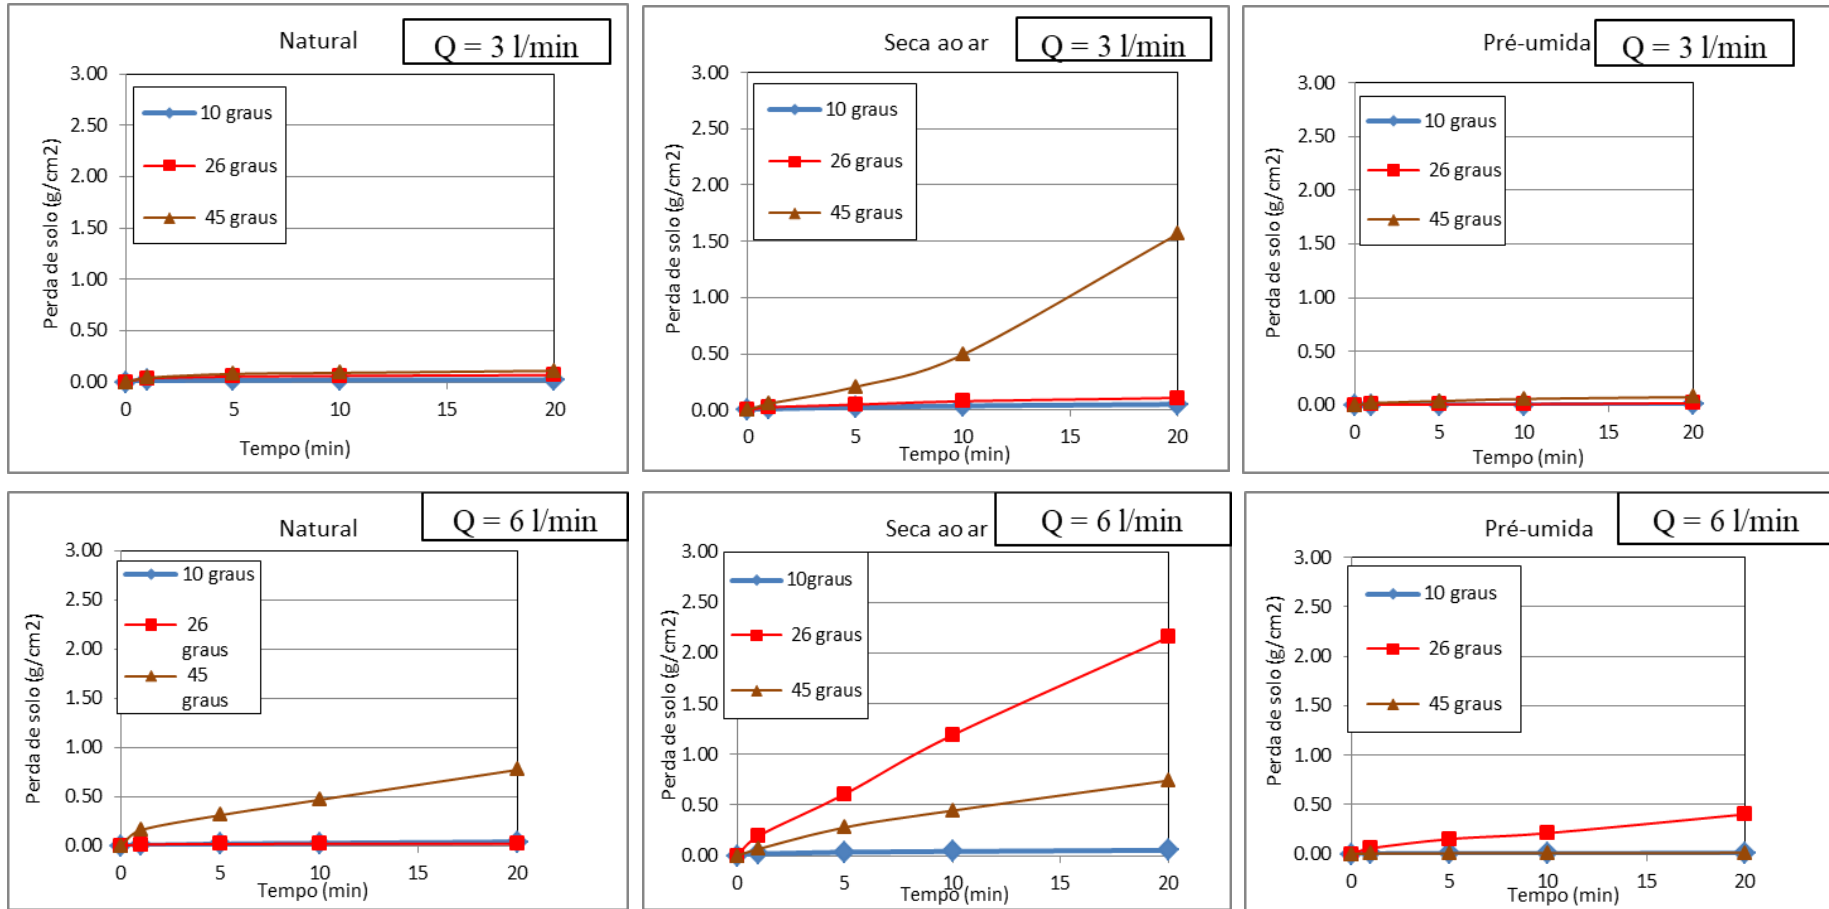 Natural
Q = 3 l/min
3.00
2.50
2.00
1.50
1.00
0.50
0.00
Perda de solo (g/cm2)
10 graus
26 graus
45 graus
0 5 10 15 20
Tempo (min)
Seca ao ar
Q = 3 l/min
3.00
2.50
2.00
1.50
1.00
0.50
0.00
Perda de solo (g/cm2)
10 graus
26 graus
45 graus
0 5 10 15 20
Tempo (min)
Pré-umida
Q = 3 l/min
3.00
2.50
2.00
1.50
1.00
0.50
0.00
Perda de solo (g/cm2)
10 graus
26 graus
45 graus
0 5 10 15 20
Tempo (min)
Natural
Q = 6 l/min
3.00
2.50
2.00
1.50
1.00
0.50
0.00
Perda de solo (g/cm2)
10 graus
26
graus
45
graus
0 5 10 15 20
Tempo (min)
Seca ao ar
Q = 6 l/min
3.00
2.50
2.00
1.50
1.00
0.50
0.00
Perda de solo (g/cm2)
10graus
26 graus
45 graus
0 5 10 15 20
Tempo (min)
Pré-umida
Q = 6 l/min
3.00
2.50
2.00
1.50
1.00
0.50
0.00
Perda de solo (g/cm2)
10 graus
26 graus
45 graus
0 5 10 15 20
Tempo (min)